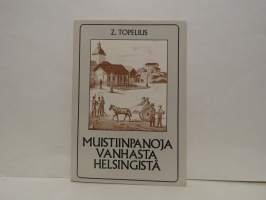 Z. TOPELIUS
MUISTIINPANOJA
VANHASTA
HELSINGISTÄ